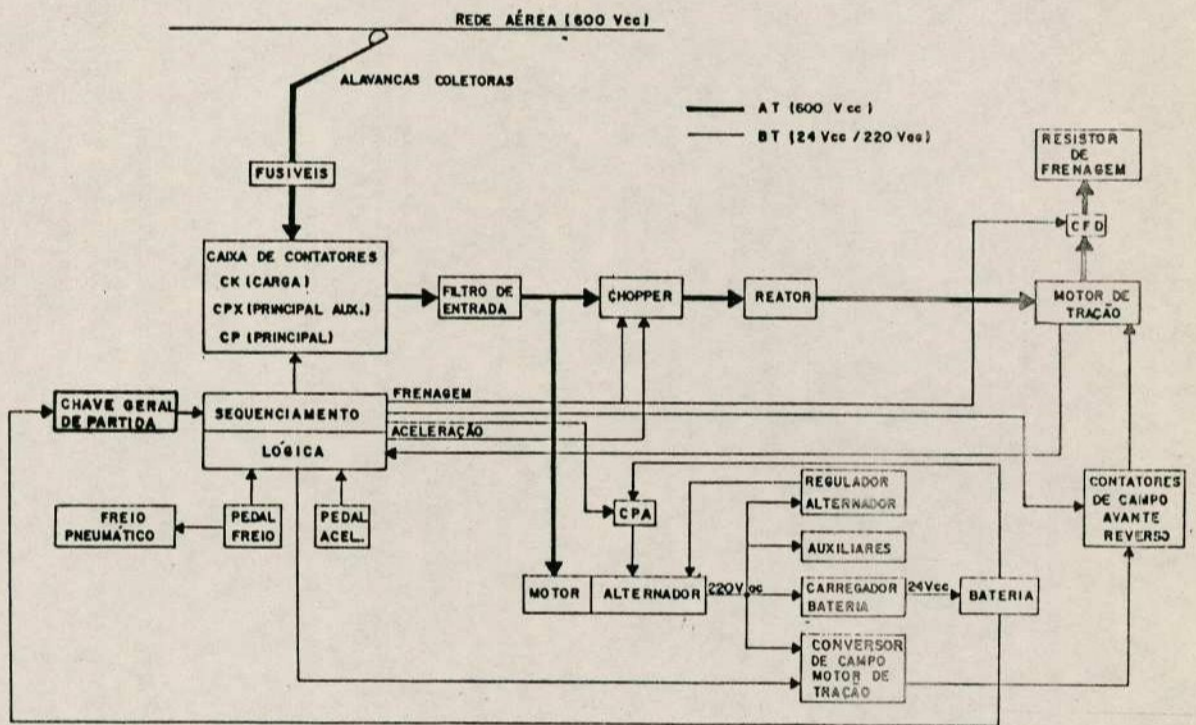 REDE AÉREA (600 Vcc)
ALAVANCAS COLETORAS
AT (600 Vcc)
BT (24 Vcc / 220 Vac)
RESISTOR
DE
FRENAGEM
FUSIVEIS
CFD
CAIXA DE CONTATORES
CK (CARGA)
CPX (PRINCIPAL AUX.)
CP (PRINCIPAL)
FILTRO DE
ENTRADA
CHOPPER
REATOR
MOTOR DE
TRAÇÃO
CHAVE GERAL
DE PARTIDA
SEQUENCIAMENTO
LÓGICA
FRENAGEM
ACELERAÇÃO
FREIO
PNEUMÁTICO
PEDAL
FREIO
PEDAL
ACEL.
CPA
REGULADOR
ALTERNADOR
CONTATORES
DE CAMPO
AVANTE
REVERSO
AUXILIARES
MOTOR
ALTERNADOR
220Vac
CARREGADOR
BATERIA
24Vcc
BATERIA
CONVERSOR
DE CAMPO
MOTOR DE
TRAÇÃO